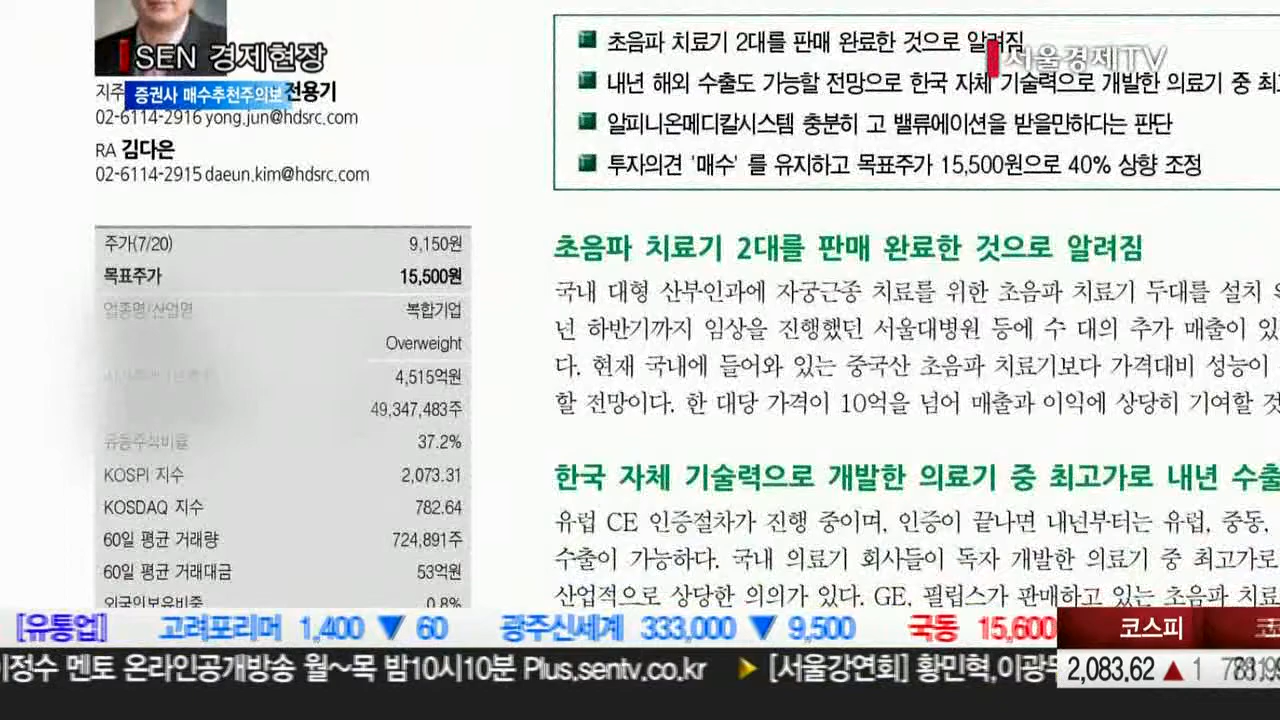 SEN 경제현장
서울경제TV
증권사 매수추천주의보
지주
전용기
02-6114-2916 yong.jun@hdsrc.com
RA 김다은
02-6114-2915 daeun.kim@hdsrc.com
초음파 치료기 2대를 판매 완료한 것으로 알려짐
내년 해외 수출도 가능할 전망으로 한국 자체 기술력으로 개발한 의료기 중 최고
알피니온메디칼시스템 충분히 고 밸류에이션을 받을만하다는 판단
투자의견 '매수' 를 유지하고 목표주가 15,500원으로 40% 상향 조정
주가(7/20) 9,150원
목표주가 15,500원
업종명/산업명 복합기업
Overweight
4,515억원
49,347,483주
유동주식비율 37.2%
KOSPI 지수 2,073.31
KOSDAQ 지수 782.64
60일 평균 거래량 724,891주
60일 평균 거래대금 53억원
외국인보유비중 0.8%
초음파 치료기 2대를 판매 완료한 것으로 알려짐
국내 대형 산부인과에 자궁근종 치료를 위한 초음파 치료기 두대를 설치
넌 하반기까지 임상을 진행했던 서울대병원 등에 수 대의 추가 매출이 있
다. 현재 국내에 들어와 있는 중국산 초음파 치료기보다 가격대비 성능이
할 전망이다. 한 대당 가격이 10억을 넘어 매출과 이익에 상당히 기여할 것
한국 자체 기술력으로 개발한 의료기 중 최고가로 내년 수출
유럽 CE 인증절차가 진행 중이며, 인증이 끝나면 내년부터는 유럽, 중동,
수출이 가능하다. 국내 의료기 회사들이 독자 개발한 의료기 중 최고가로
산업적으로 상당한 의의가 있다. GE, 필립스가 판매하고 있는 초음파 치료
[유통업] 고려포리머 1,400 ▼ 60 광주신세계 333,000 ▼ 9,500 국동 15,600
코스피
이정수 멘토 온라인공개방송 월~목 밤10시10분 Plus.sentv.co.kr ▶ [서울강연회] 황민혁,이광무
2,083.62 ▲ 1